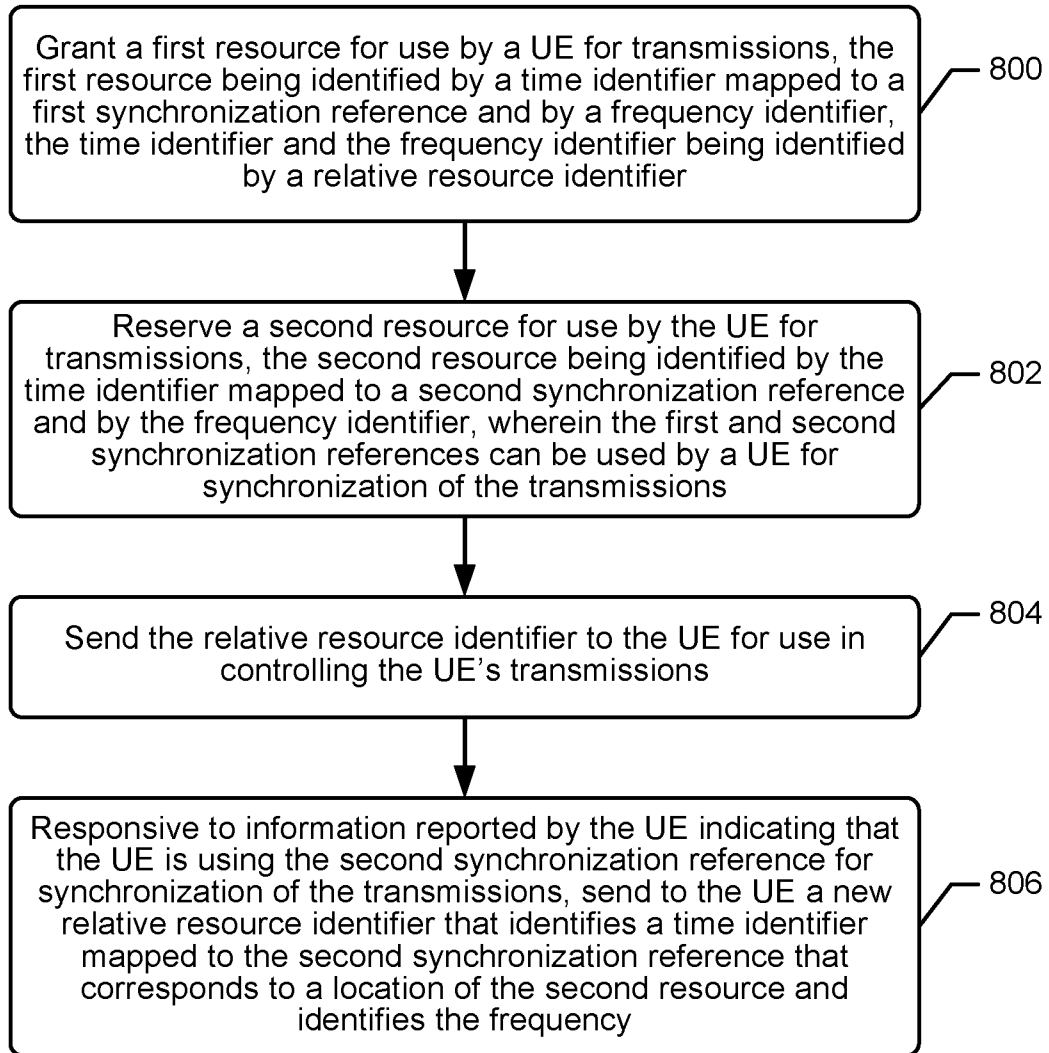 Grant a first resource for use by a UE for transmissions, the
first resource being identified by a time identifier mapped to a
first synchronization reference and by a frequency identifier,
the time identifier and the frequency identifier being identified
by a relative resource identifier
800
Reserve a second resource for use by the UE for
transmissions, the second resource being identified by the
time identifier mapped to a second synchronization reference
and by the frequency identifier, wherein the first and second
synchronization references can be used by a UE for
synchronization of the transmissions
802
Send the relative resource identifier to the UE for use in
controlling the UE's transmissions
804
Responsive to information reported by the UE indicating that
the UE is using the second synchronization reference for
synchronization of the transmissions, send to the UE a new
relative resource identifier that identifies a time identifier
mapped to the second synchronization reference that
corresponds to a location of the second resource and
identifies the frequency
806